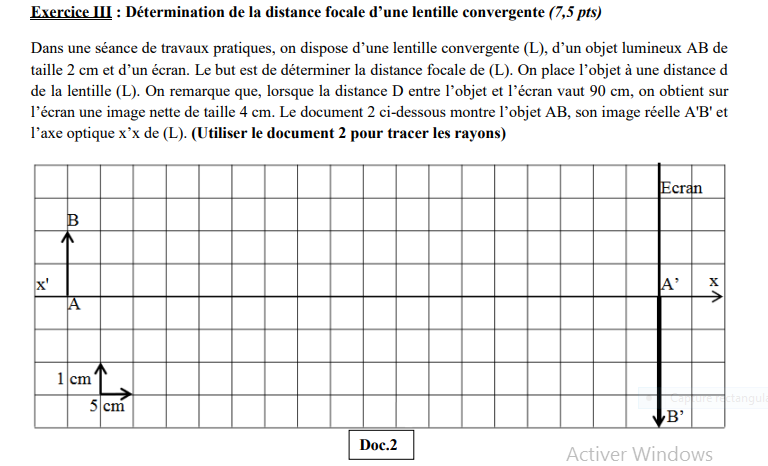 Exercice III : Détermination de la distance focale d’une lentille convergente (7,5 pts)
Dans une séance de travaux pratiques, on dispose d’une lentille convergente (L), d’un objet lumineux AB de
taille 2 cm et d’un écran. Le but est de déterminer la distance focale de (L). On place l’objet à une distance d
de la lentille (L). On remarque que, lorsque la distance D entre l’objet et l’écran vaut 90 cm, on obtient sur
l’écran une image nette de taille 4 cm. Le document 2 ci-dessous montre l’objet AB, son image réelle A'B' et
l’axe optique x’x de (L). (Utiliser le document 2 pour tracer les rayons)
Ecran
B
x'
A’
x
A
1 cm
5 cm
Capture rectangul
B’
Doc.2
Activer Windows